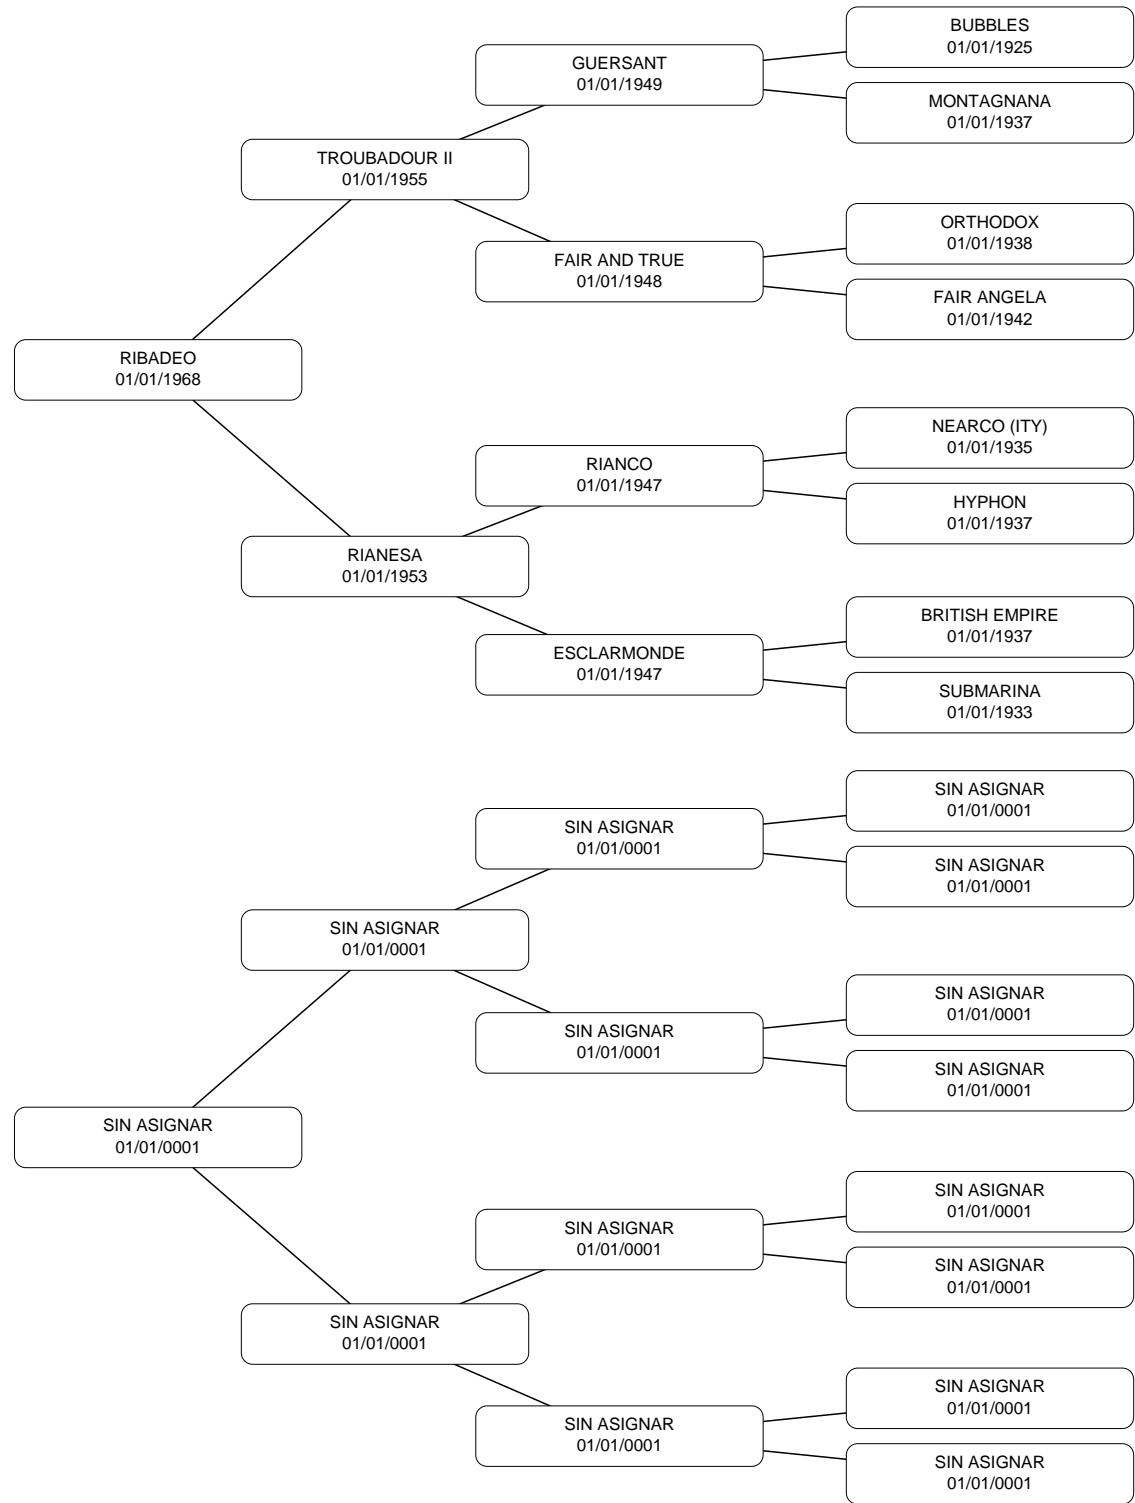 BUBBLES
01/01/1925
GUERSANT
01/01/1949
MONTAGNANA
01/01/1937
TROUBADOUR II
01/01/1955
ORTHODOX
01/01/1938
FAIR AND TRUE
01/01/1948
FAIR ANGELA
01/01/1942
RIBADEO
01/01/1968
NEARCO (ITY)
01/01/1935
RIANCO
01/01/1947
HYPHON
01/01/1937
RIANESA
01/01/1953
BRITISH EMPIRE
01/01/1937
ESCLARMONDE
01/01/1947
SUBMARINA
01/01/1933
SIN ASIGNAR
01/01/0001
SIN ASIGNAR
01/01/0001
SIN ASIGNAR
01/01/0001
SIN ASIGNAR
01/01/0001
SIN ASIGNAR
01/01/0001
SIN ASIGNAR
01/01/0001
SIN ASIGNAR
01/01/0001
SIN ASIGNAR
01/01/0001
SIN ASIGNAR
01/01/0001
SIN ASIGNAR
01/01/0001
SIN ASIGNAR
01/01/0001
SIN ASIGNAR
01/01/0001
SIN ASIGNAR
01/01/0001
SIN ASIGNAR
01/01/0001
SIN ASIGNAR
01/01/0001